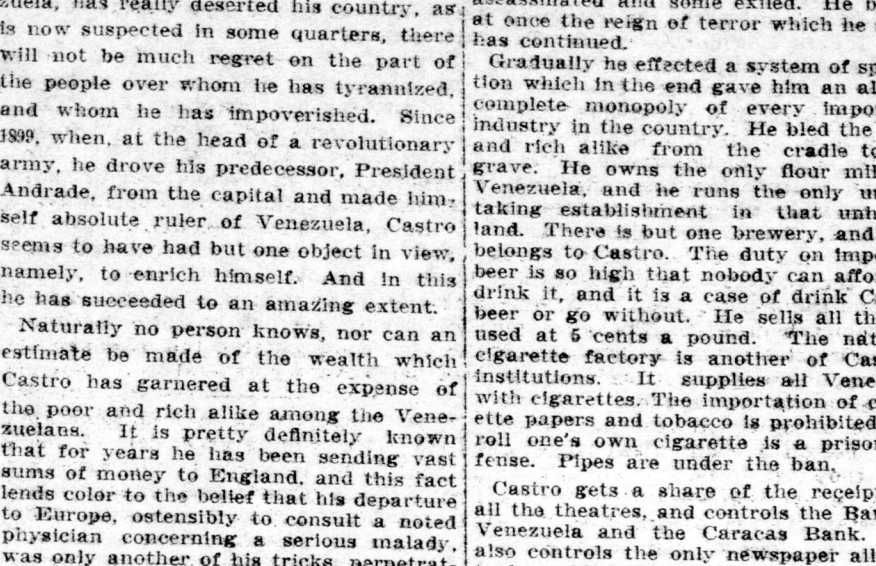 zuela, has really deserted his country, as
is now suspected in some quarters, there
will not be much regret on the part of
the people over whom he has tyrannized,
and whom he has impoverished. Since
1899, when, at the head of a revolutionary
army, he drove his predecessor, President
Andrade, from the capital and made him-
self absolute ruler of Venezuela, Castro
seems to have had but one object in view,
namely, to enrich himself. And in this
he has succeeded to an amazing extent.
Naturally no person knows, nor can an
estimate be made of the wealth which
Castro has garnered at the expense of
the poor and rich alike among the Vene-
zuelans. It is pretty definitely known
that for years he has been sending vast
sums of money to England, and this fact
lends color to the belief that his departure
to Europe, ostensibly to consult a noted
physician concerning a serious malady,
was only another of his tricks, perpetrat-
assassinated and some exiled. He b
at once the reign of terror which he
has continued.
Gradually he effected a system of sp
tion which in the end gave him an al
complete monopoly of every impo
industry in the country. He bled the
and rich alike from the cradle to
grave. He owns the only flour mil
Venezuela, and he runs the only un
taking establishment in that unh
land. There is but one brewery, and
belongs to Castro. The duty on impo
beer is so high that nobody can affo
drink it, and it is a case of drink C
beer or go without. He sells all th
used at 5 cents a pound. The nat
cigarette factory is another of Cas
institutions. It supplies all Vene
with cigarettes. The importation of c
ette papers and tobacco is prohibited
roll one's own cigarette is a prison
fense. Pipes are under the ban.
Castro gets a share of the receip
all the theatres, and controls the Ban
Venezuela and the Caracas Bank.
also controls the only newspaper all